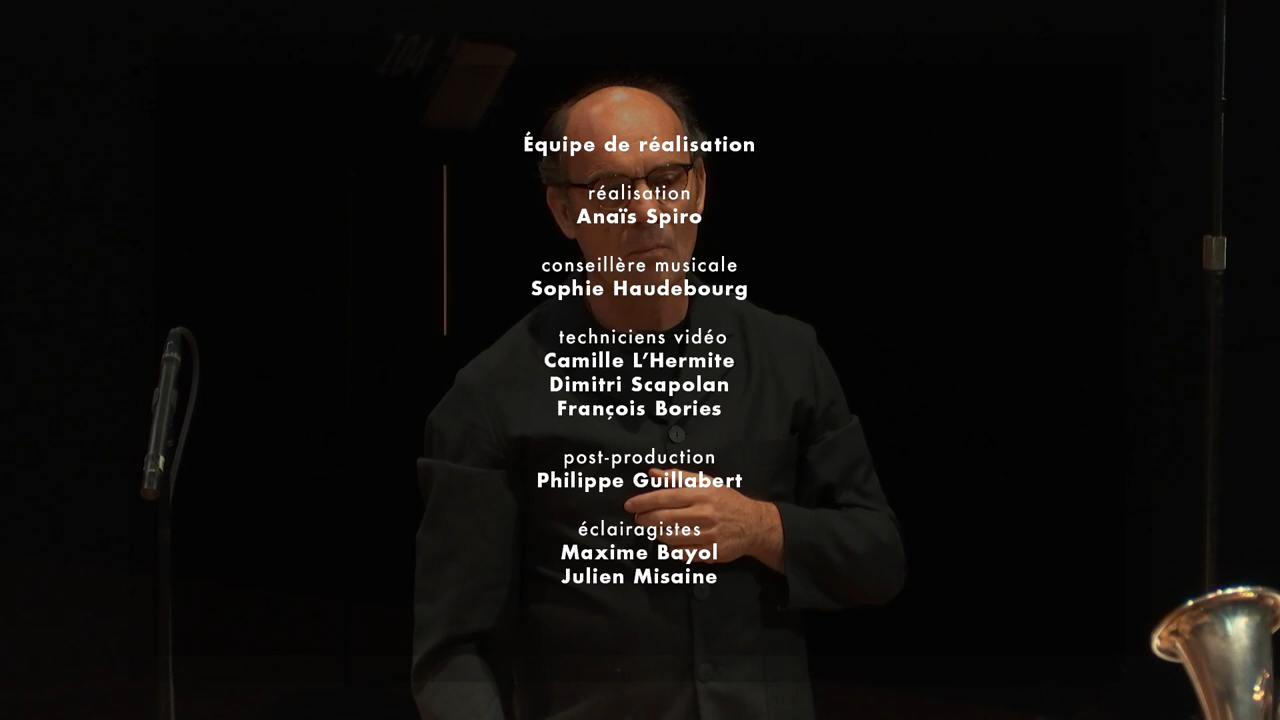 Équipe de réalisation
réalisation
Anaïs Spiro
conseillère musicale
Sophie Haudebourg
techniciens vidéo
Camille L’Hermite
Dimitri Scapolan
François Bories
post-production
Philippe Guillabert
éclairagistes
Maxime Bayol
Julien Misaine
104